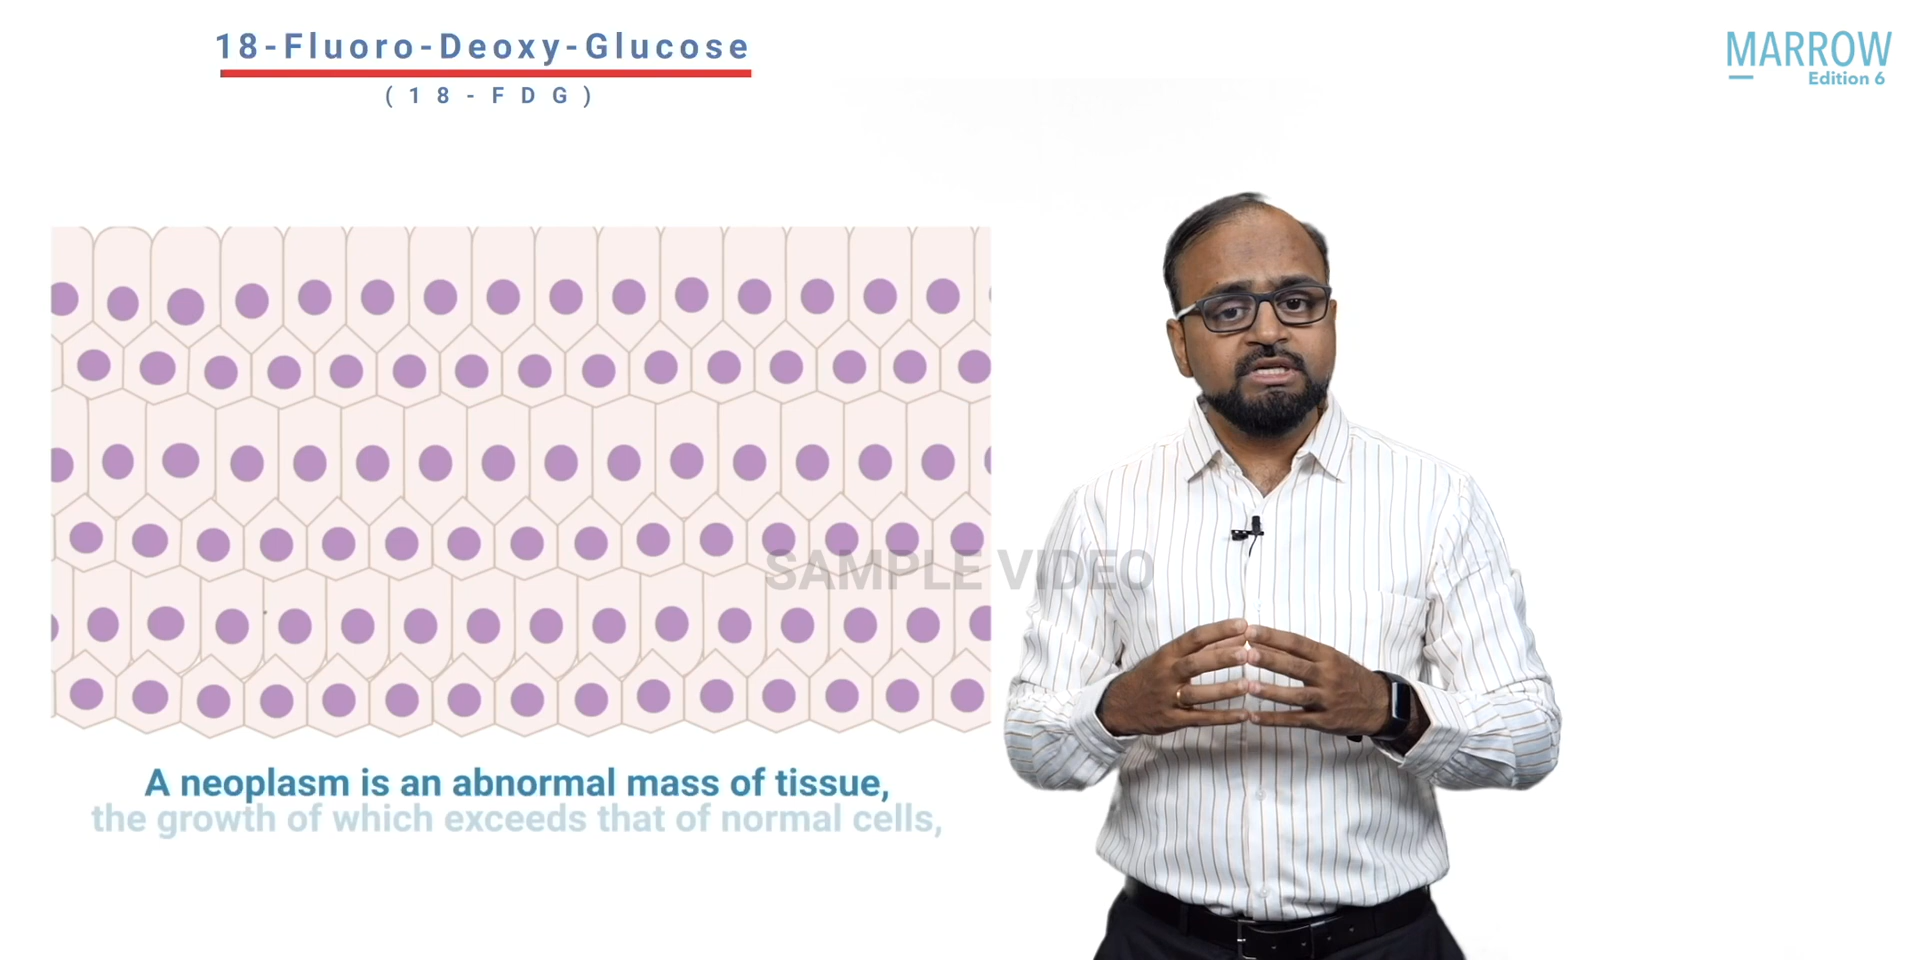 18-Fluoro-Deoxy-Glucose
(18-FDG)
MARROW
Edition 6
SAMPLE VIDEO
A neoplasm is an abnormal mass of tissue,
the growth of which exceeds that of normal cells,